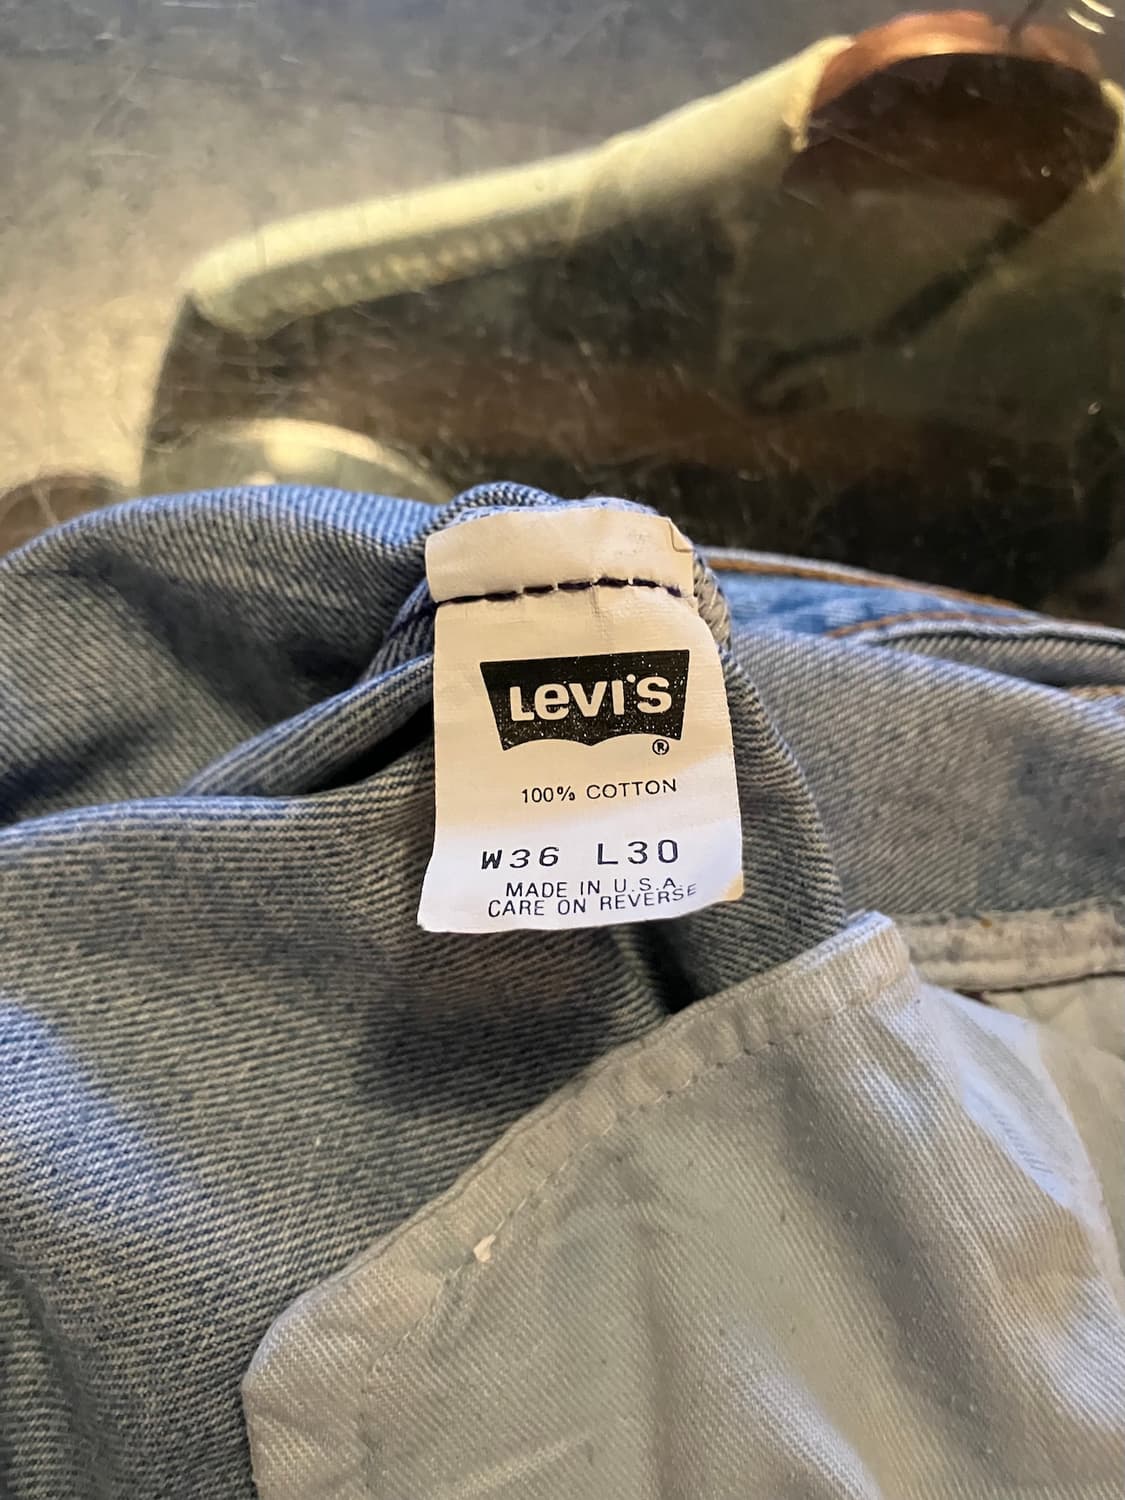 LEVI'S
®
100% COTTON
W36 L30
MADE IN U.S.A.
CARE ON REVERSE